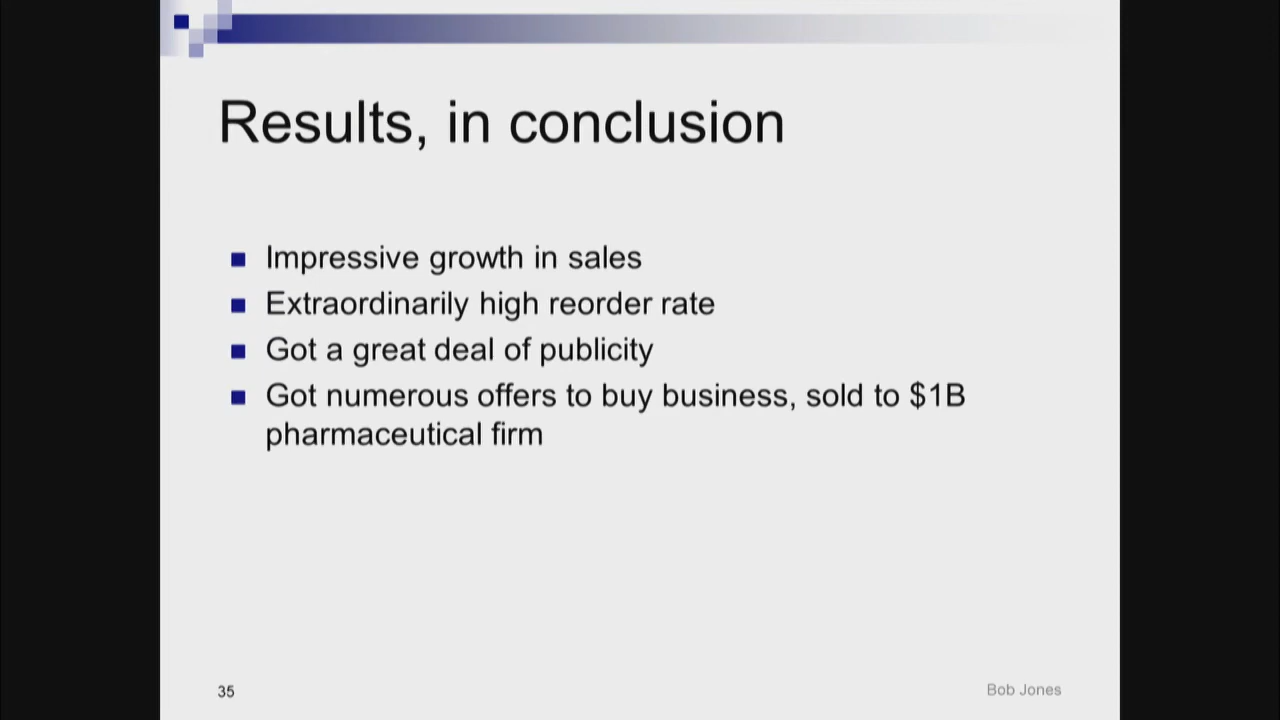 Results, in conclusion
Impressive growth in sales
Extraordinarily high reorder rate
Got a great deal of publicity
Got numerous offers to buy business, sold to $1B
pharmaceutical firm
35
Bob Jones